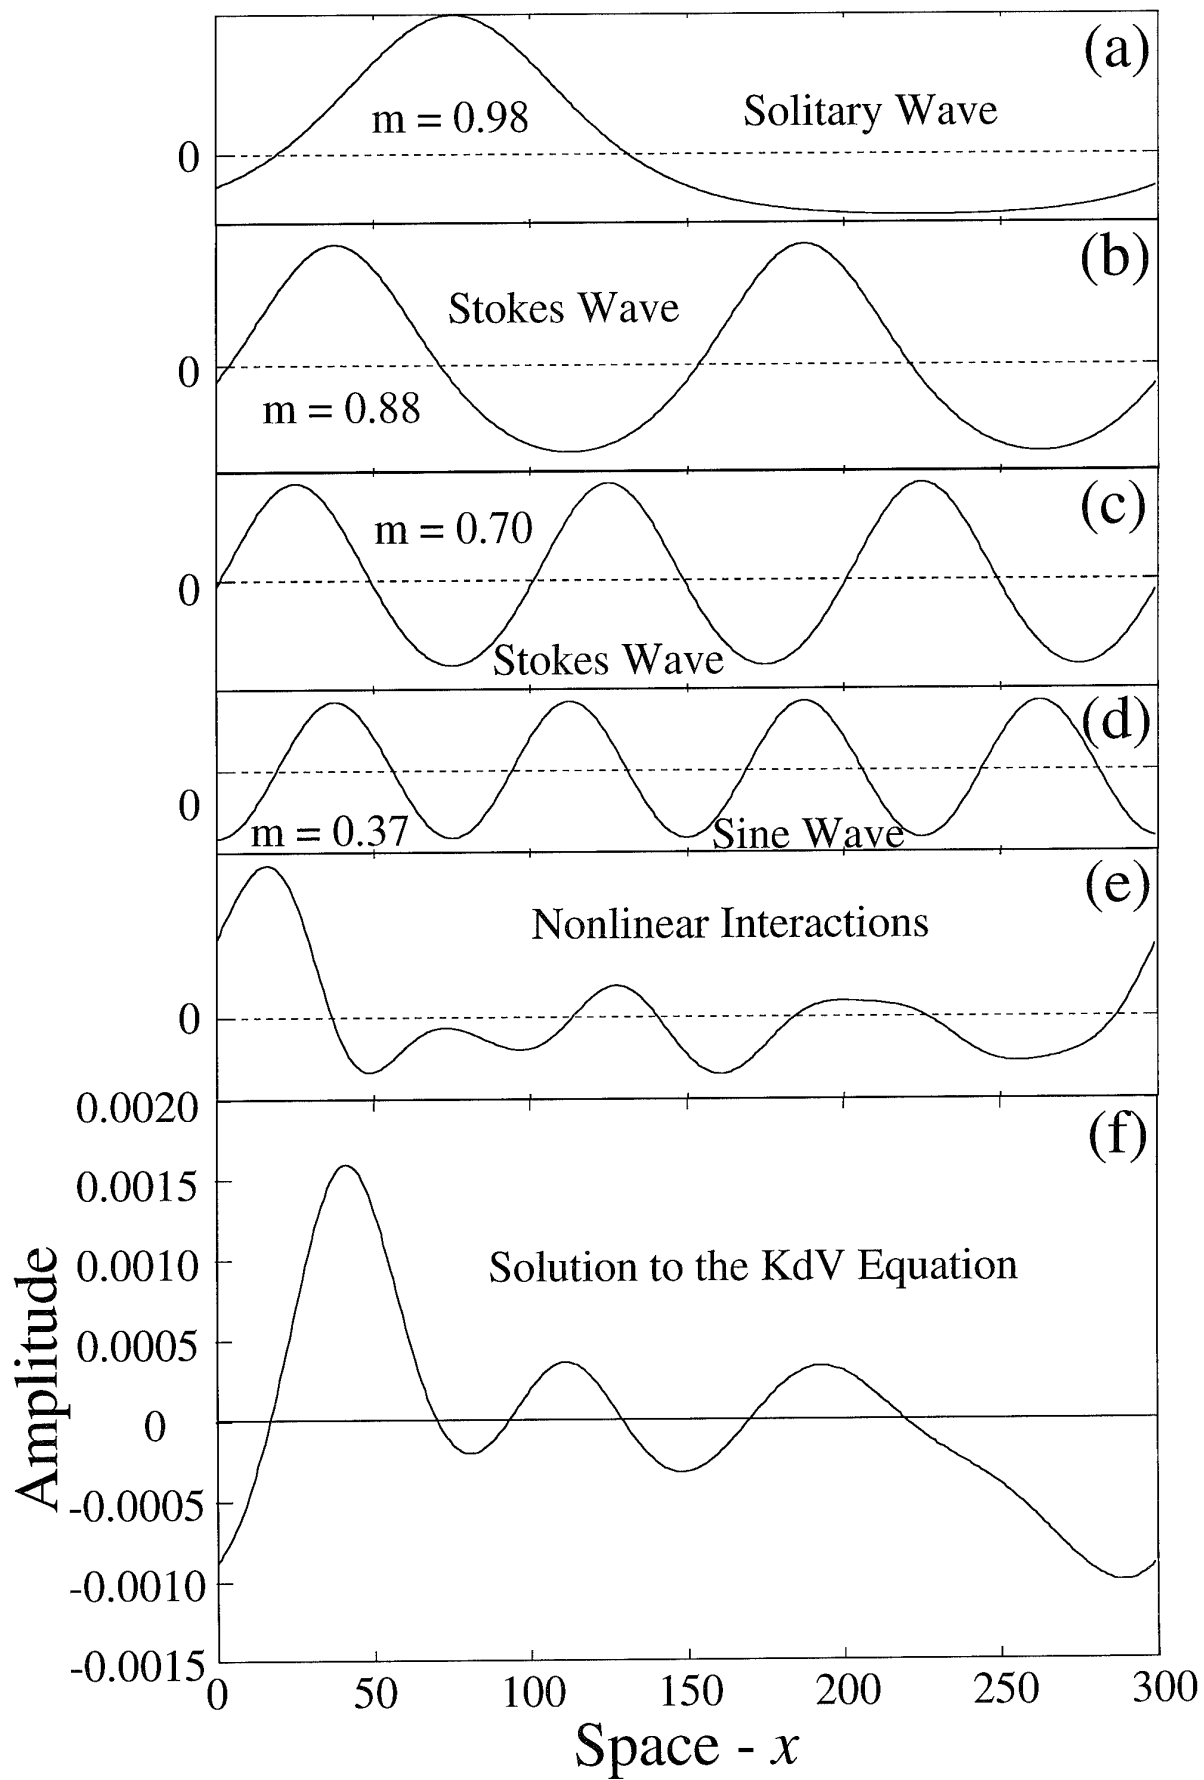 (a)
Solitary Wave
m = 0.98
0
(b)
Stokes Wave
0
m = 0.88
(c)
m = 0.70
0
Stokes Wave
(d)
0
m = 0.37
Sine Wave
(e)
Nonlinear Interactions
0
0.0020
(f)
0.0015
0.0010
Solution to the KdV Equation
0.0005
0
-0.0005
-0.0010
-0.0015
Amplitude
0 50 100 150 200 250 300
Space - x